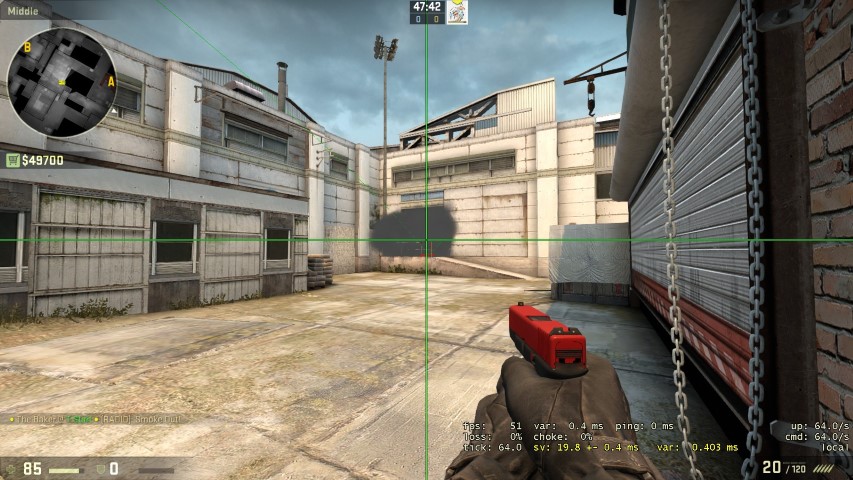 Middle
47:42
0 0
B
A
$49700
fps: 51 var: 0.4 ms ping: 0 ms
loss: 0% choke: 0%
tick: 64.0 sv: 19.8 +- 0.4 ms var: 0.403 ms
up: 64.0/s
cmd: 64.0/s
local
85
0
20 / 120